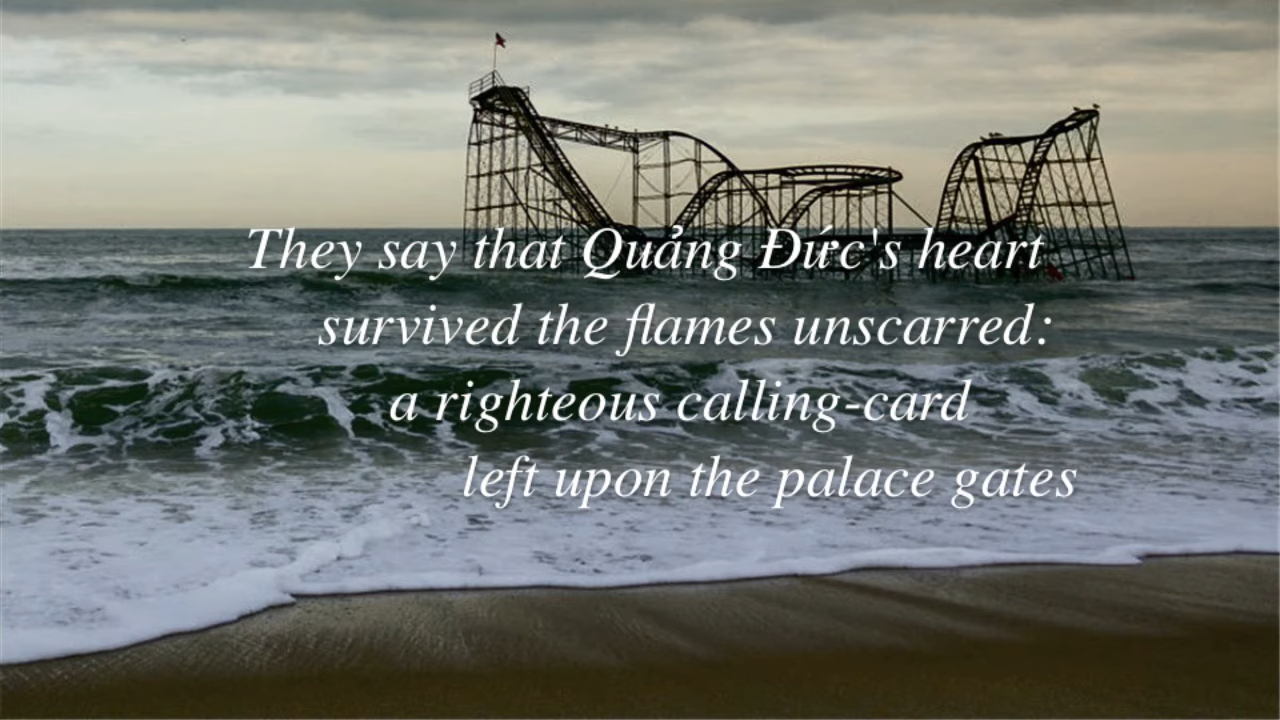 They say that Quảng Đức's heart
survived the flames unscarred:
a righteous calling-card
left upon the palace gates